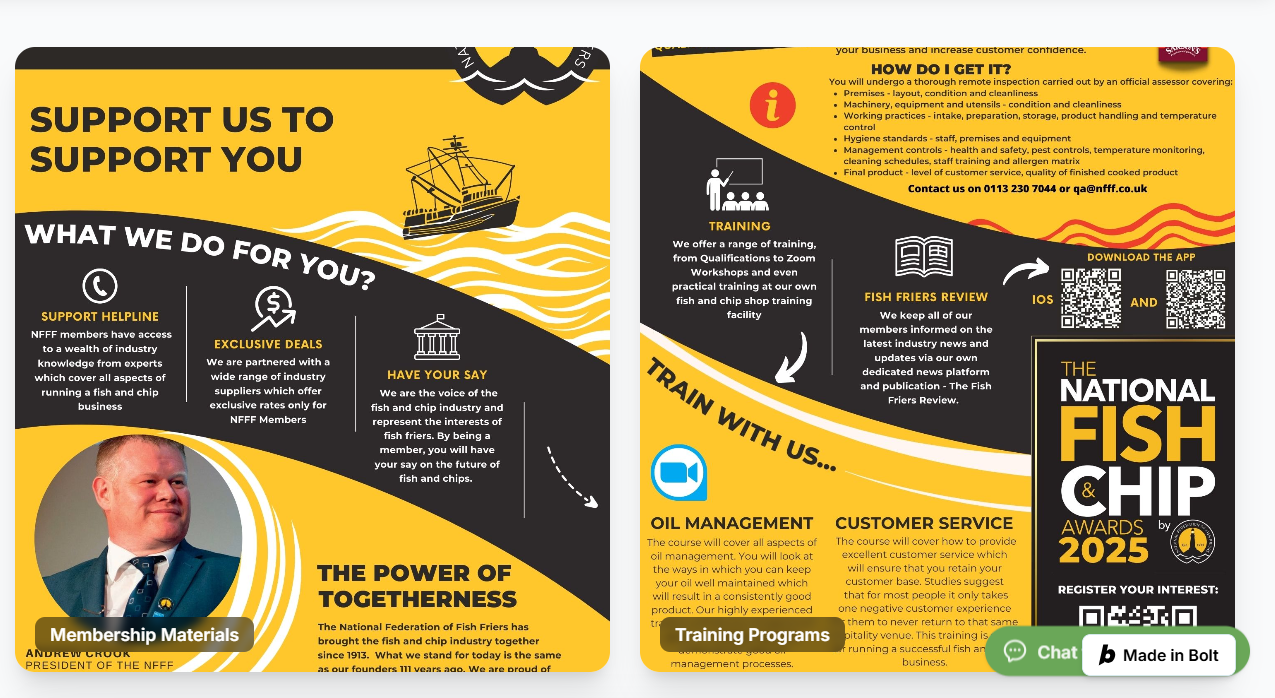 SUPPORT US TO
SUPPORT YOU
WHAT WE DO FOR YOU?
SUPPORT HELPLINE
NFFF members have access
to a wealth of industry
knowledge from experts
which cover all aspects of
running a fish and chip
business
EXCLUSIVE DEALS
We are partnered with a
wide range of industry
suppliers which offer
exclusive rates only for
NFFF Members
HAVE YOUR SAY
We are the voice of the
fish and chip industry and
represent the interests of
fish friers. By being a
member, you will have
your say on the future of
fish and chips.
THE POWER OF
TOGETHERNESS
The National Federation of Fish Friers has
brought the fish and chip industry together
since 1913. What we stand for today is the same
as our founders 111 years ago. We are proud of
Membership Materials
ANDREW CROOK
PRESIDENT OF THE NFFF
your business and increase customer confidence.
HOW DO I GET IT?
You will undergo a thorough remote inspection carried out by an official assessor covering:
• Premises - layout, condition and cleanliness
• Machinery, equipment and utensils - condition and cleanliness
• Working practices - intake, preparation, storage, product handling and temperature
control
• Hygiene standards - staff, premises and equipment
• Management controls - health and safety, pest controls, temperature monitoring,
cleaning schedules, staff training and allergen matrix
• Final product - level of customer service, quality of finished cooked product
Contact us on 0113 230 7044 or qa@nfff.co.uk
TRAINING
We offer a range of training,
from Qualifications to Zoom
Workshops and even
practical training at our own
fish and chip shop training
facility
FISH FRIERS REVIEW
We keep all of our
members informed on the
latest industry news and
updates via our own
dedicated news platform
and publication - The Fish
Friers Review.
DOWNLOAD THE APP
IOS
AND
TRAIN WITH US...
OIL MANAGEMENT
The course will cover all aspects of
oil management. You will look at
the ways in which you can keep
your oil well maintained which
will result in a consistently good
product. Our highly experienced
demonstrate good oil
management processes.
CUSTOMER SERVICE
The course will cover how to provide
excellent customer service which
will ensure that you retain your
customer base. Studies suggest
that for most people it only takes
one negative customer experience
them to never return to that same
This training is
running a successful fish
business.
Training Programs
THE
NATIONAL
FISH
& CHIP
AWARDS by
2025
REGISTER YOUR INTEREST:
Chat
Made in Bolt